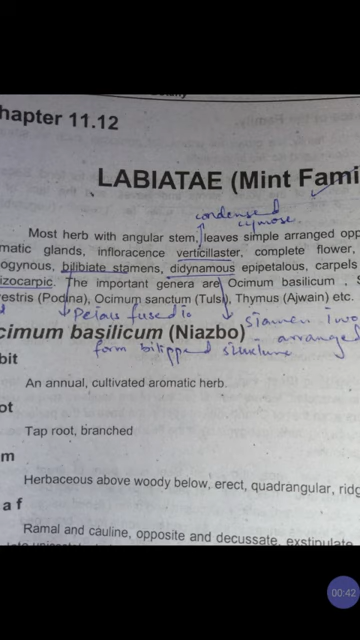 hapter 11.12
LABIATAE (Mint Fami
condensed
cymose
Most herb with angular stem, leaves simple arranged opp
matic glands, infloracence verticillaster, complete flower,
ogynous, bilibiate stamens, didynamous epipetalous, carpels
izocarpic. The important genera are Ocimum basilicum , S
estris (Podina), Ocimum sanctum (Tulsi), Thymus (Ajwain) etc.
Petals fused to
Stamen two
cimum basilicum (Niazbo)
arranged
form bilipped structure
bit
An annual, cultivated aromatic herb.
ot
Tap root, branched
m
Herbaceous above woody below, erect, quadrangular, ridg
a f
Ramal and cauline, opposite and decussate, exstipulate
00:42